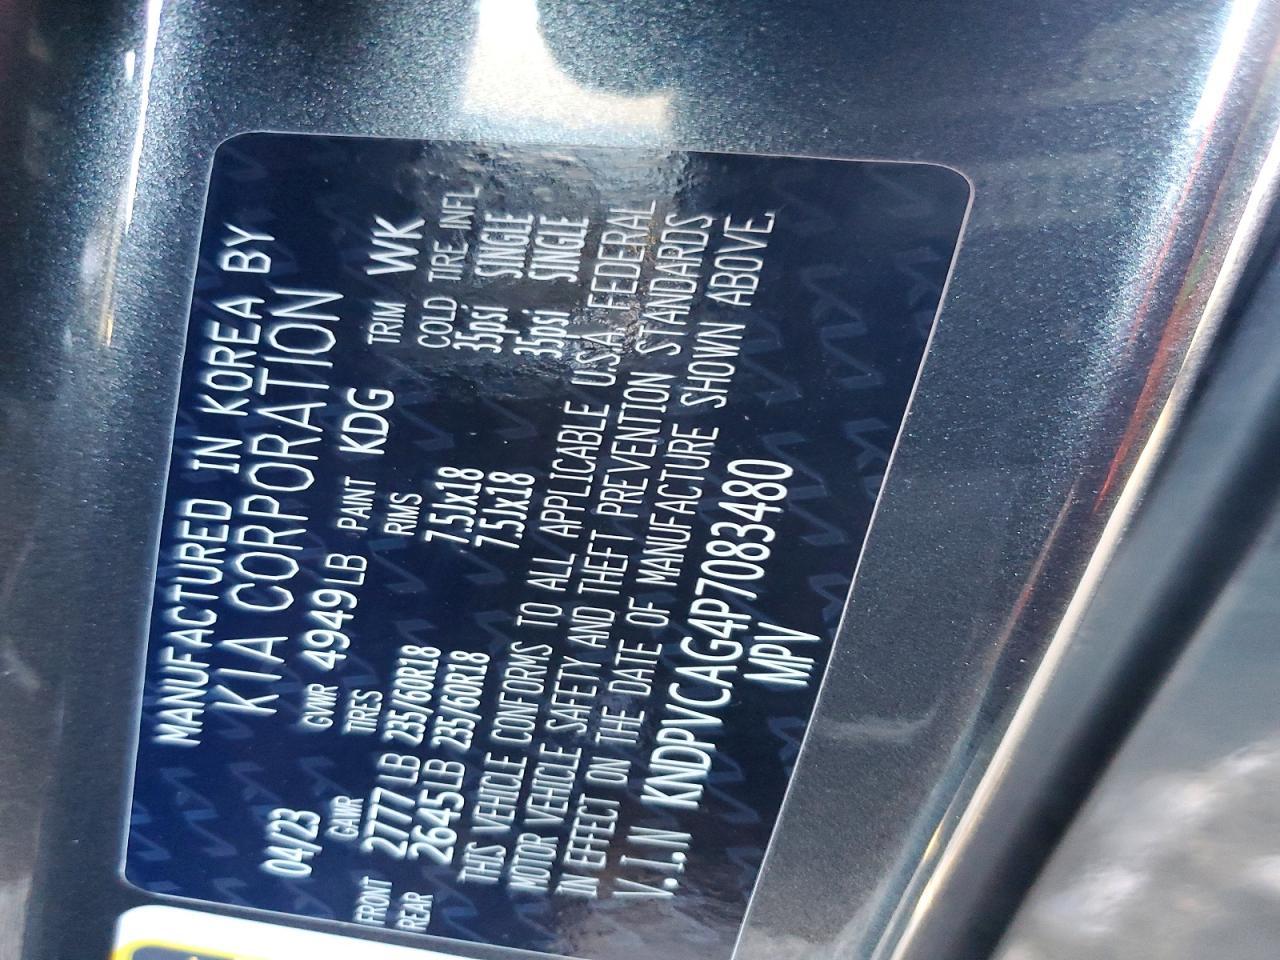 MANUFACTURED IN KOREA BY
KIA CORPORATION
04/23 GVWR 4949LB PAINT KDG TRIM WK
GAWR TIRES RIMS COLD TIRE INFL
FRONT 2777 LB 235/60R18 7.5Jx18 35psi SINGLE
REAR 2645LB 235/60R18 7.5Jx18 35psi SINGLE
THIS VEHICLE CONFORMS TO ALL APPLICABLE U.S.A. FEDERAL
MOTOR VEHICLE SAFETY AND THEFT PREVENTION STANDARDS
IN EFFECT ON THE DATE OF MANUFACTURE SHOWN ABOVE.
V.I.N KNDPVCAG4P7083480
MPV